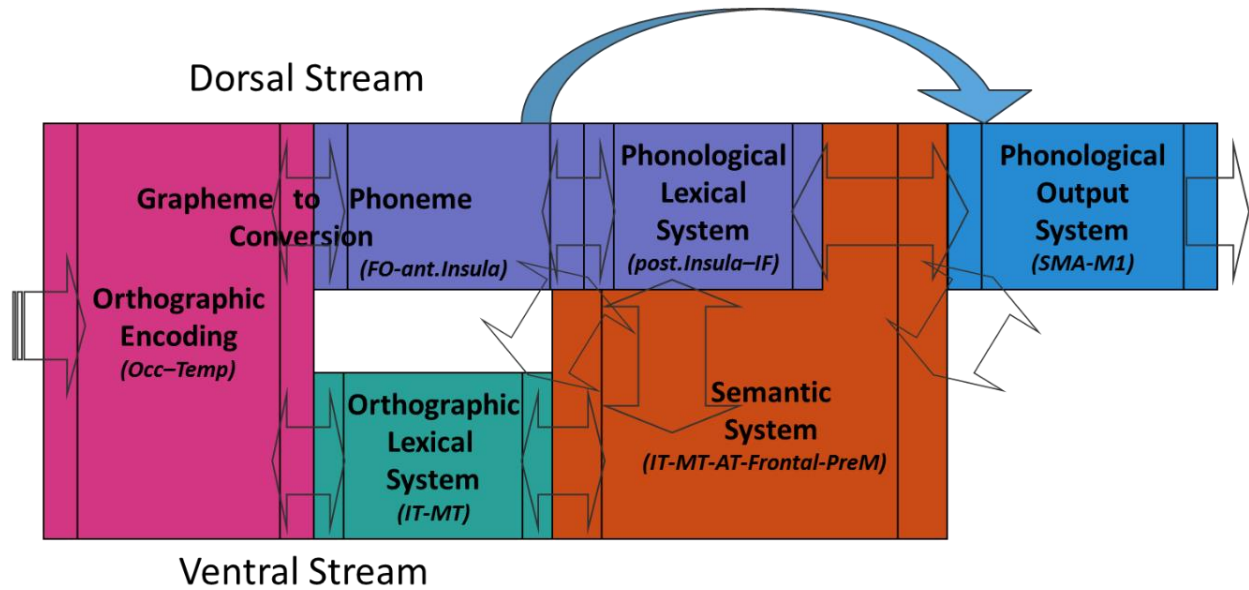 Dorsal Stream
Grapheme to Phoneme
Conversion
(FO-ant.Insula)
Orthographic
Encoding
(Occ–Temp)
Phonological
Lexical
System
(post.Insula–IF)
Phonological
Output
System
(SMA-M1)
Orthographic
Lexical
System
(IT-MT)
Semantic
System
(IT-MT-AT-Frontal-PreM)
Ventral Stream